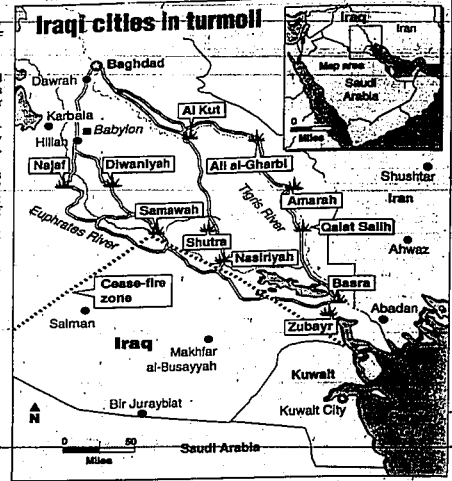 Iraqi cities in turmoil
Iraq
Iran
Map area
Saudi
Arabia
0
Miles
Baghdad
Dawrah
Karbala
Babylon
Hillah
Al Kut
Ali al-Gharbi
Najaf
Diwaniyah
Shushtar
Amarah
Iran
Samawah
Tigris River
Euphrates River
Qalat Salih
Shutra
Ahwaz
Nasiriyah
Cease-fire
zone
Basra
Abadan
Salman
Zubayr
Iraq
Makhfar
al-Busayyah
Kuwait
Kuwait City
Bir Juraybiat
N
0 50
Miles
Saudi Arabia